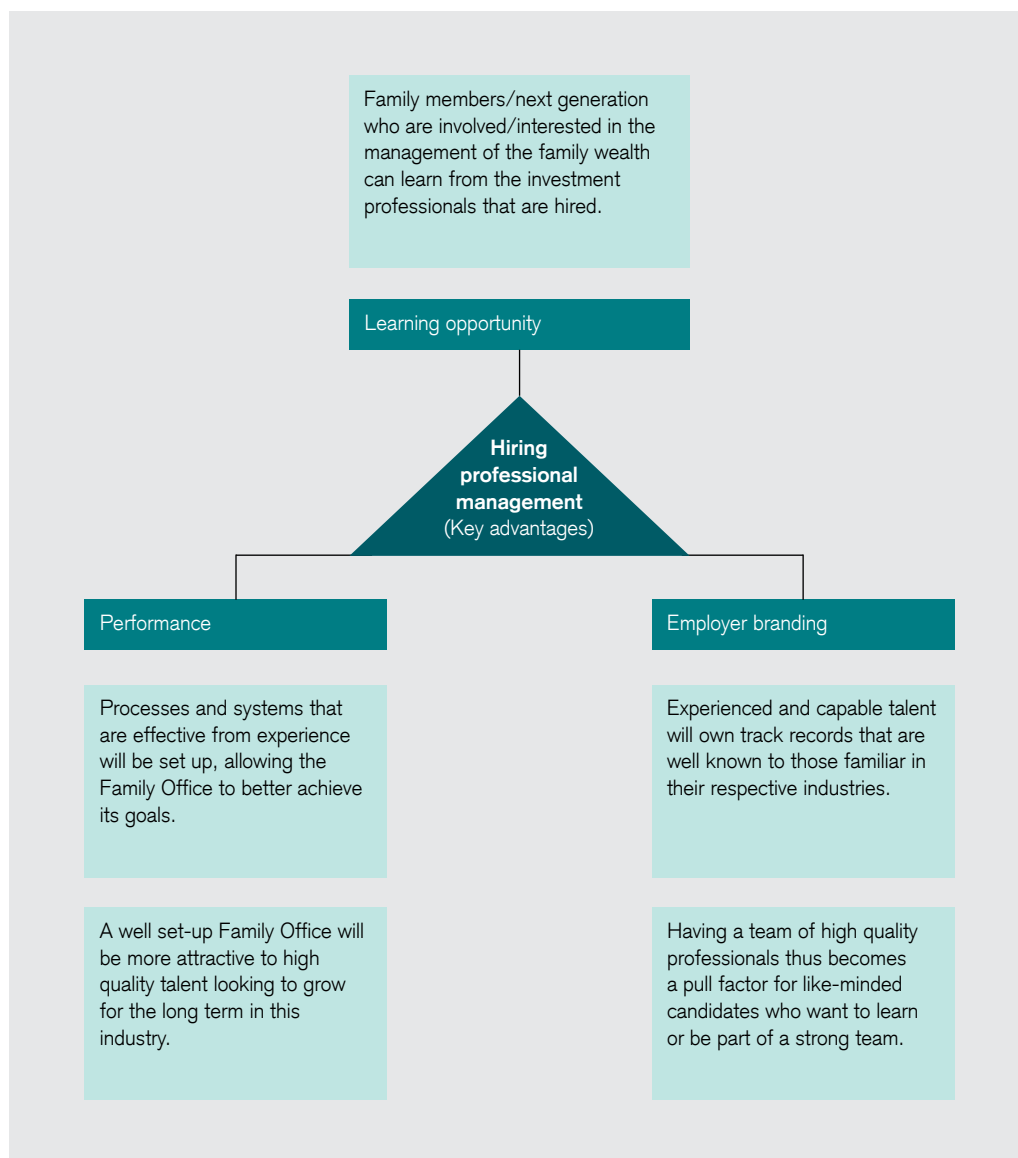 Family members/next generation
who are involved/interested in the
management of the family wealth
can learn from the investment
professionals that are hired.
Learning opportunity
Hiring
professional
management
(Key advantages)
Performance
Processes and systems that
are effective from experience
will be set up, allowing the
Family Office to better achieve
its goals.
A well set-up Family Office will
be more attractive to high
quality talent looking to grow
for the long term in this
industry.
Employer branding
Experienced and capable talent
will own track records that are
well known to those familiar in
their respective industries.
Having a team of high quality
professionals thus becomes
a pull factor for like-minded
candidates who want to learn
or be part of a strong team.